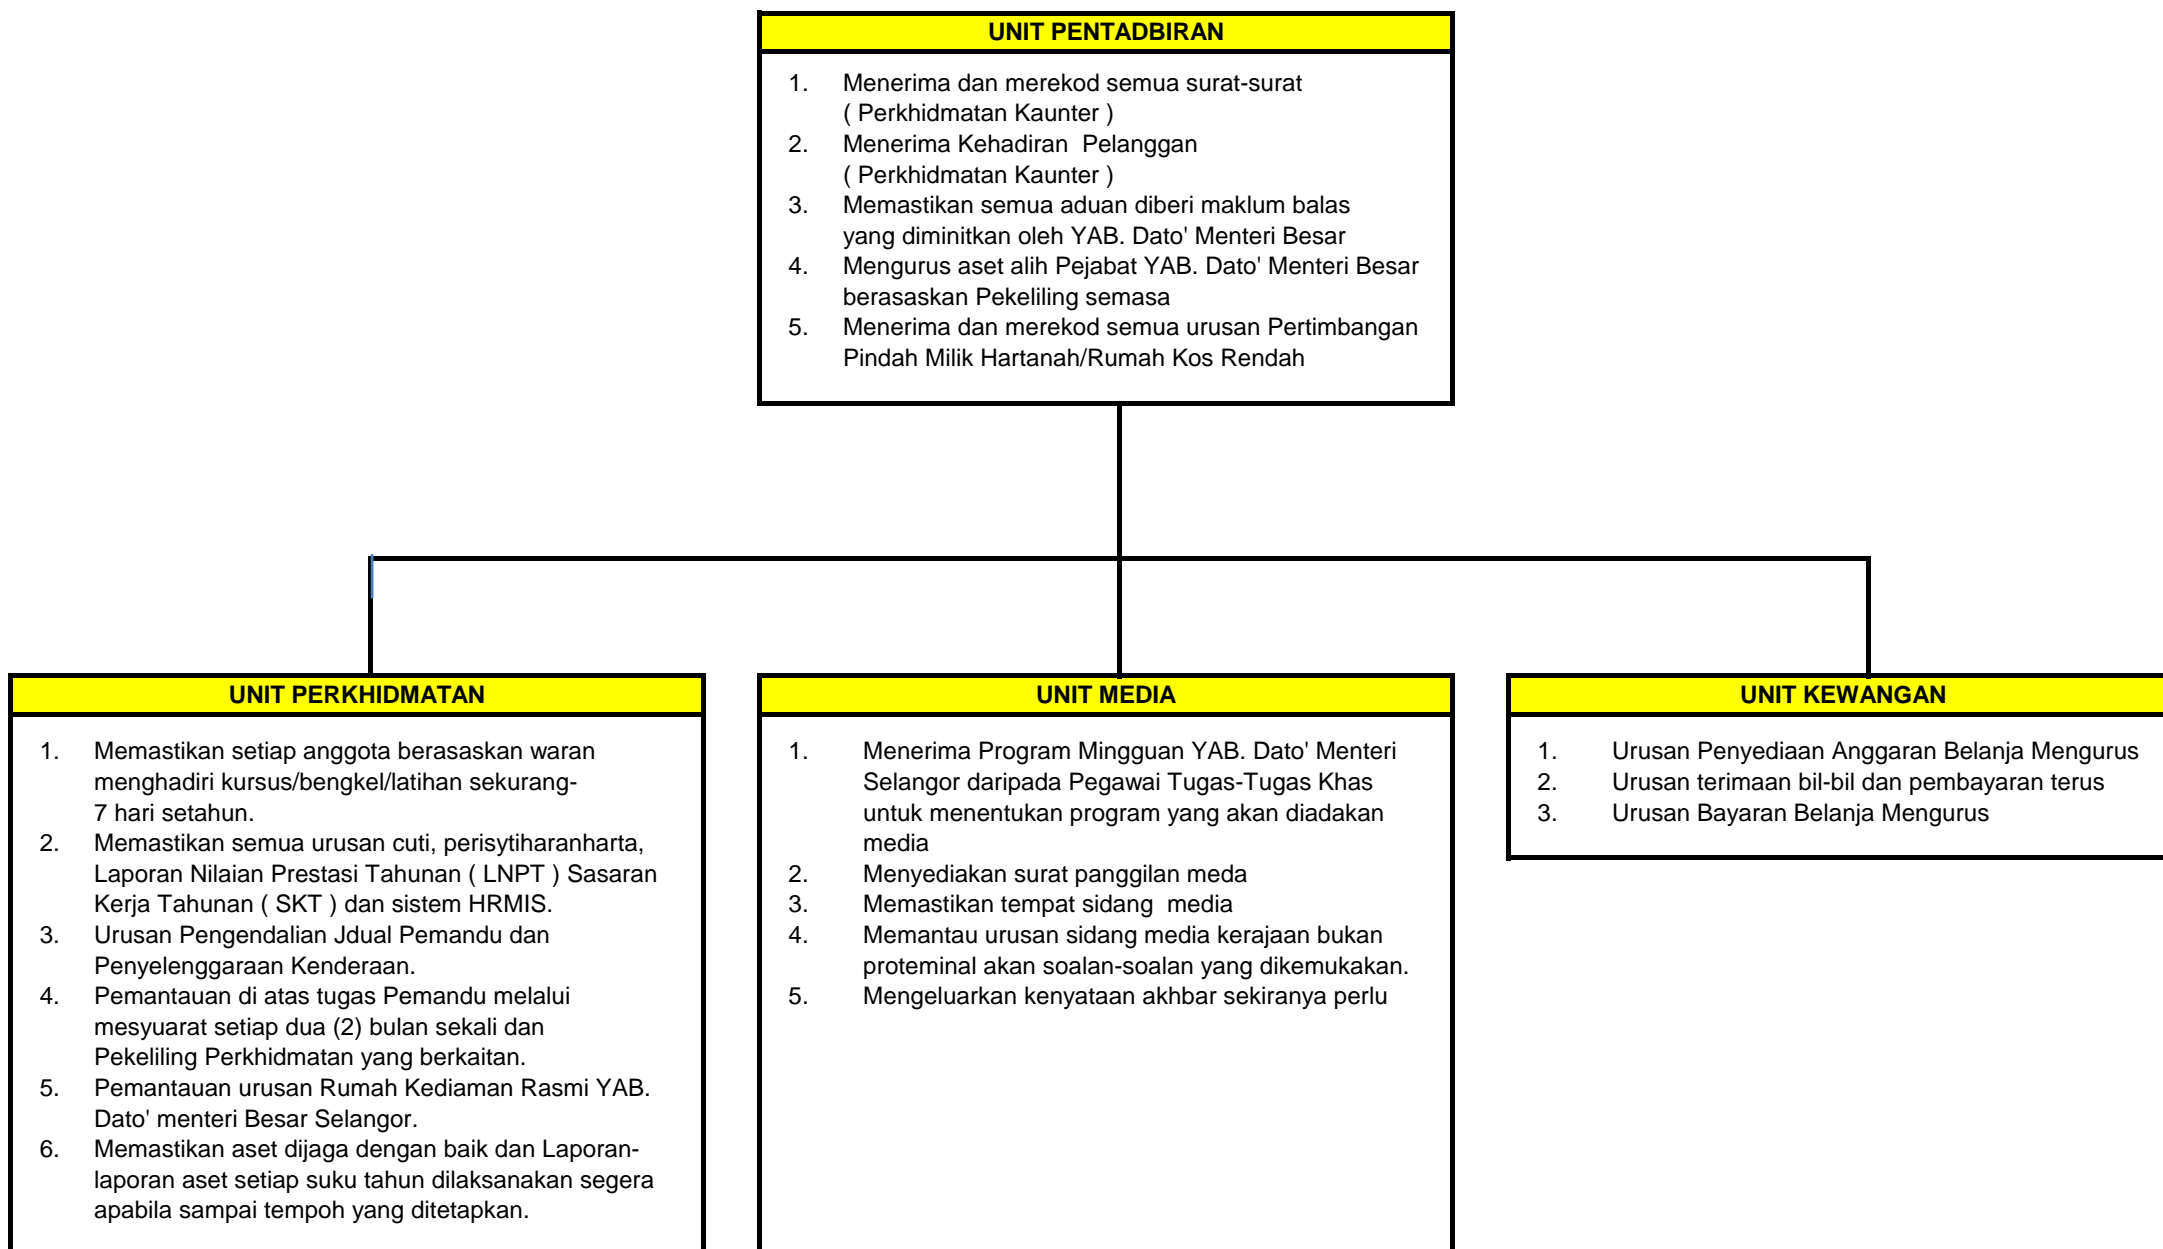 UNIT PENTADBIRAN
1. Menerima dan merekod semua surat-surat
( Perkhidmatan Kaunter )
2. Menerima Kehadiran  Pelanggan
( Perkhidmatan Kaunter )
3. Memastikan semua aduan diberi maklum balas
yang diminitkan oleh YAB. Dato' Menteri Besar
4. Mengurus aset alih Pejabat YAB. Dato' Menteri Besar
berasaskan Pekeliling semasa
5. Menerima dan merekod semua urusan Pertimbangan
Pindah Milik Hartanah/Rumah Kos Rendah
UNIT PERKHIDMATAN
1. Memastikan setiap anggota berasaskan waran
menghadiri kursus/bengkel/latihan sekurang-
7 hari setahun.
2. Memastikan semua urusan cuti, perisytiharanharta,
Laporan Nilaian Prestasi Tahunan ( LNPT ) Sasaran
Kerja Tahunan ( SKT ) dan sistem HRMIS.
3. Urusan Pengendalian Jdual Pemandu dan
Penyelenggaraan Kenderaan.
4. Pemantauan di atas tugas Pemandu melalui
mesyuarat setiap dua (2) bulan sekali dan
Pekeliling Perkhidmatan yang berkaitan.
5. Pemantauan urusan Rumah Kediaman Rasmi YAB.
Dato' menteri Besar Selangor.
6. Memastikan aset dijaga dengan baik dan Laporan-
laporan aset setiap suku tahun dilaksanakan segera
apabila sampai tempoh yang ditetapkan.
UNIT MEDIA
1. Menerima Program Mingguan YAB. Dato' Menteri
Selangor daripada Pegawai Tugas-Tugas Khas
untuk menentukan program yang akan diadakan
media
2. Menyediakan surat panggilan meda
3. Memastikan tempat sidang  media
4. Memantau urusan sidang media kerajaan bukan
proteminal akan soalan-soalan yang dikemukakan.
5. Mengeluarkan kenyataan akhbar sekiranya perlu
UNIT KEWANGAN
1. Urusan Penyediaan Anggaran Belanja Mengurus
2. Urusan terimaan bil-bil dan pembayaran terus
3. Urusan Bayaran Belanja Mengurus